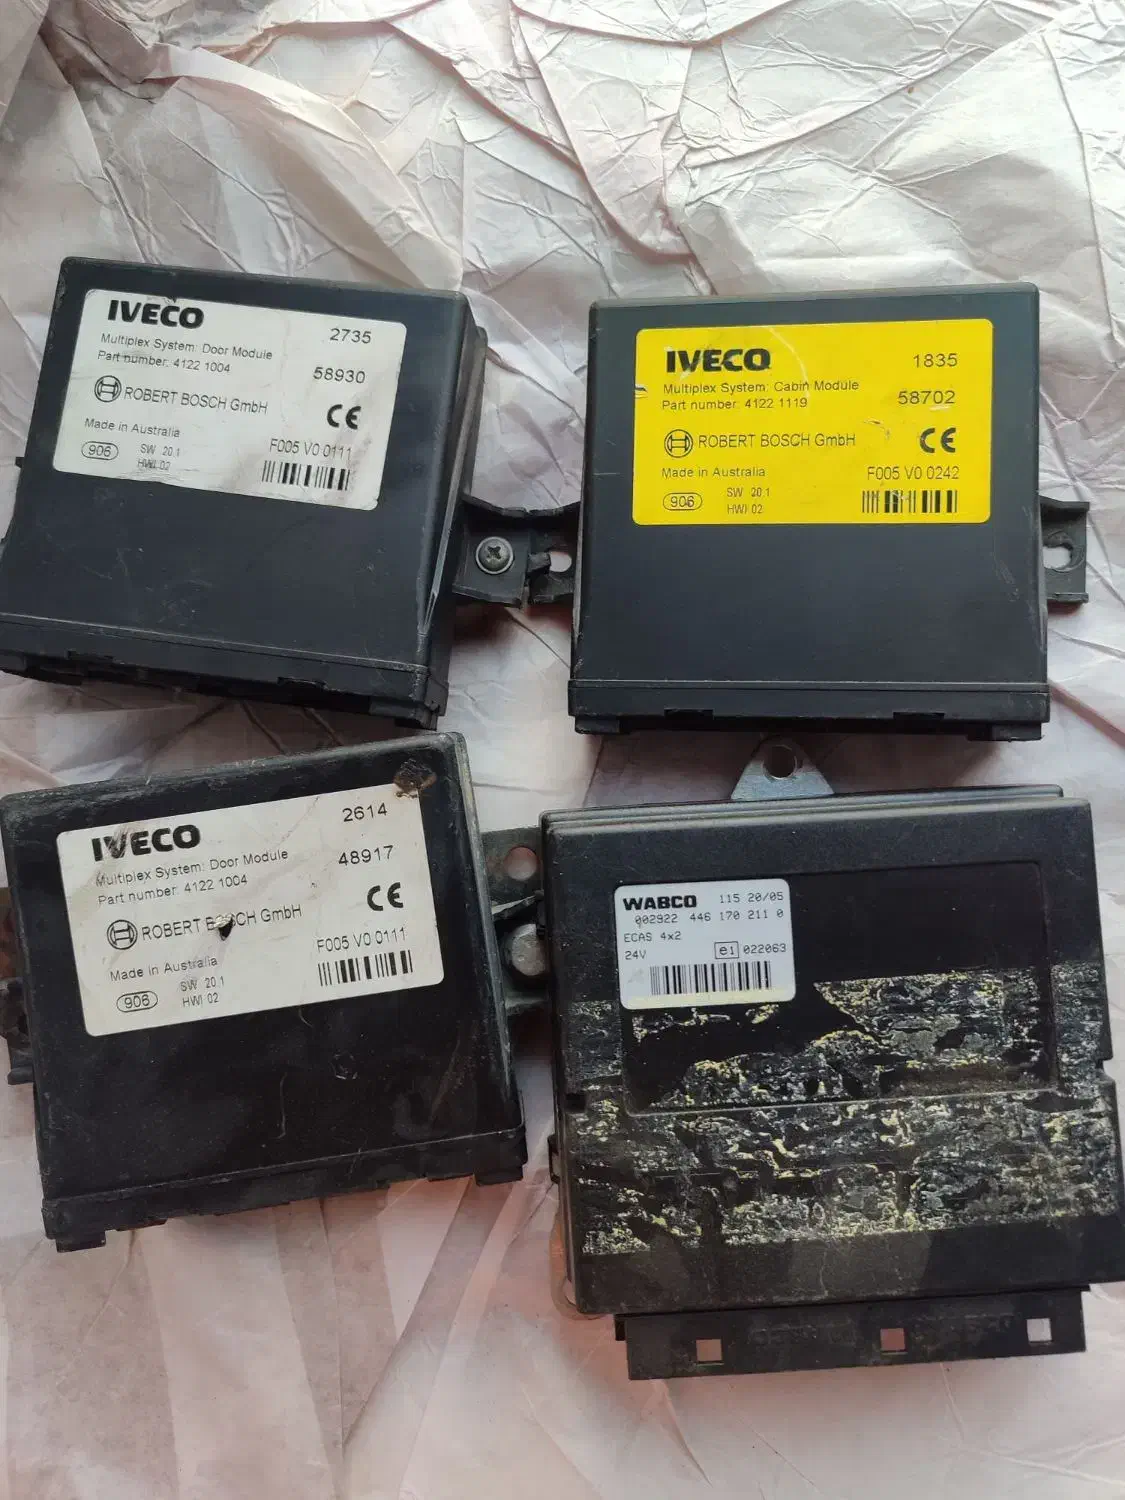 IVECO 2735
Multiplex System: Door Module
Part number: 4122 1004
58930
ROBERT BOSCH GmbH
CE
Made in Australia
F005 V0 0111
906 SW 20.1
HWI 02
IVECO 1835
Multiplex System: Cabin Module
58702
Part number: 4122 1119
ROBERT BOSCH GmbH CE
Made in Australia F005 V0 0242
906 SW 20.1
HWI 02
IVECO 2614
Multiplex System: Door Module
48917
Part number: 4122 1004
CE
ROBERT BOSCH GmbH
F005 V0 0111
Made in Australia
906 SW 20.1
HWI 02
WABCO 115 20/05
002922 446 170 211 0
ECAS 4x2
24V e1 022063